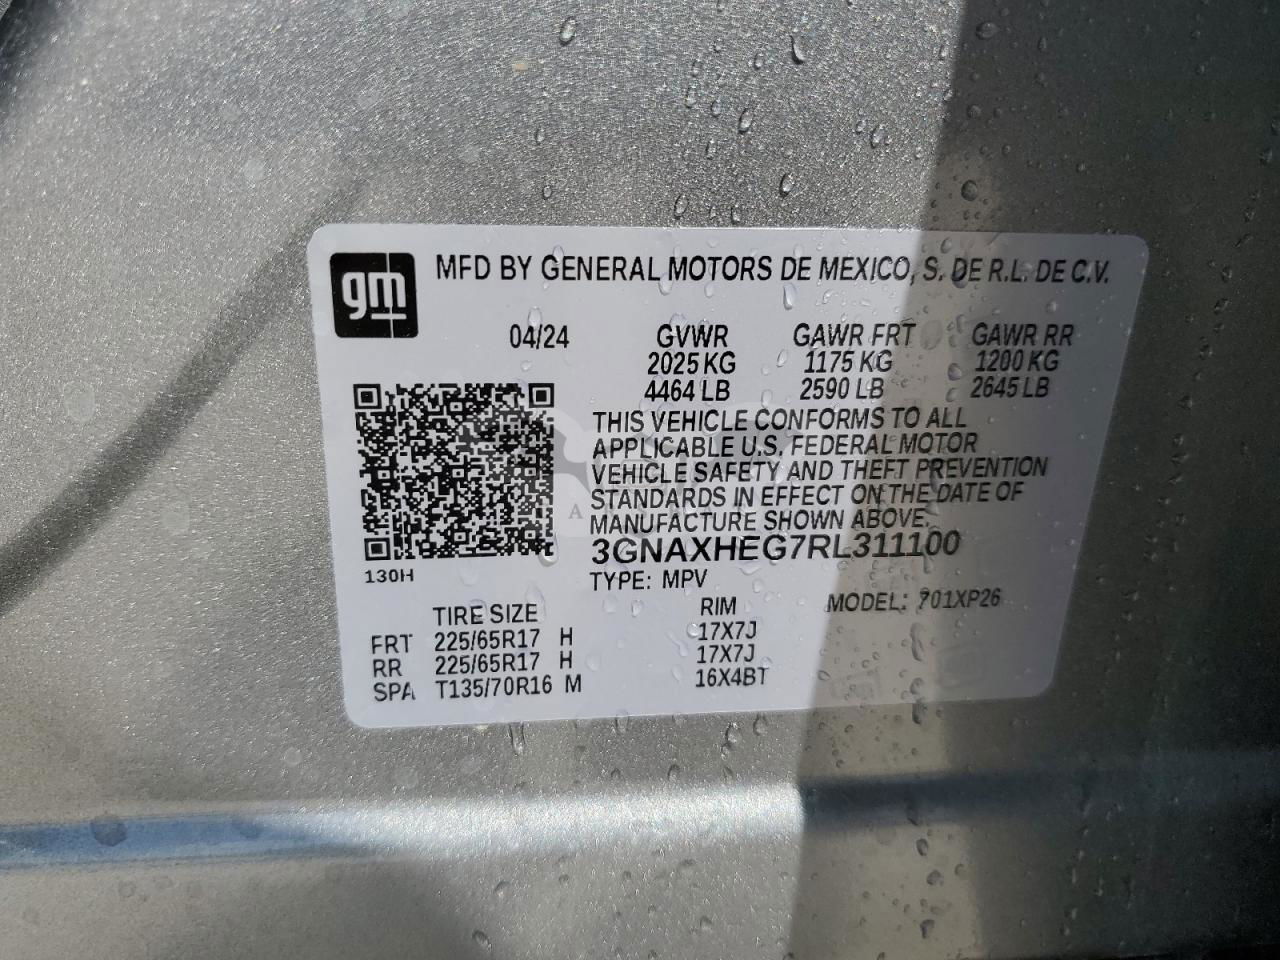 gm
MFD BY GENERAL MOTORS DE MEXICO, S. DE R.L. DE C.V.
04/24 GVWR GAWR FRT GAWR RR
2025 KG 1175 KG 1200 KG
4464 LB 2590 LB 2645 LB
THIS VEHICLE CONFORMS TO ALL
APPLICABLE U.S. FEDERAL MOTOR
VEHICLE SAFETY AND THEFT PREVENTION
STANDARDS IN EFFECT ON THE DATE OF
MANUFACTURE SHOWN ABOVE.
3GNAXHEG7RL311100
130H
TYPE: MPV
MODEL: 701XP26
TIRE SIZE RIM
FRT 225/65R17 H 17X7J
RR 225/65R17 H 17X7J
SPA T135/70R16 M 16X4BT